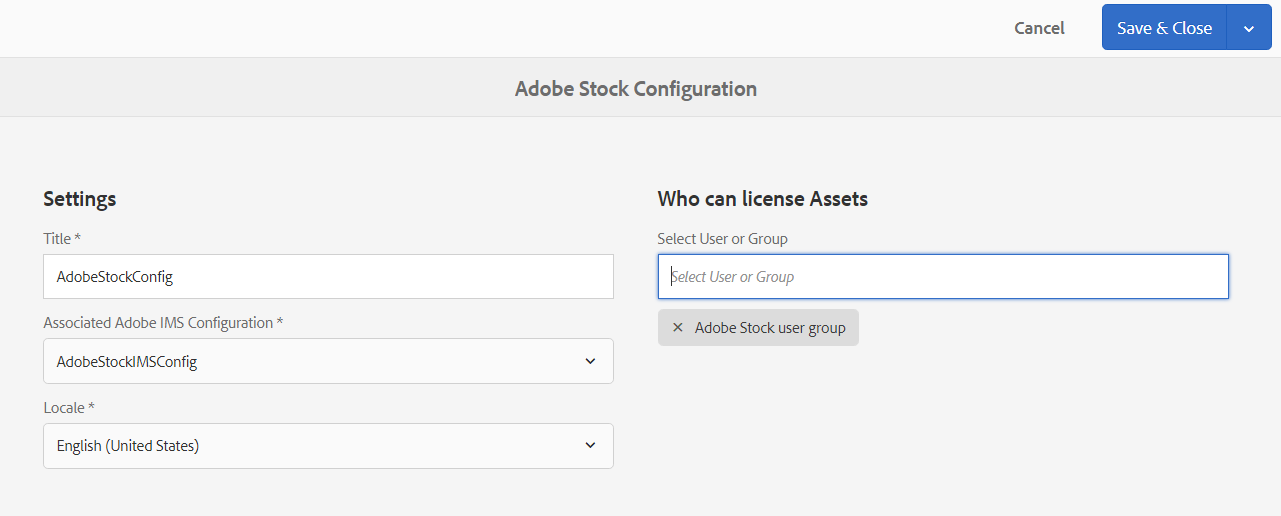 Cancel
Save & Close
Adobe Stock Configuration
Settings
Title *
AdobeStockConfig
Associated Adobe IMS Configuration *
AdobeStockIMSConfig
Locale *
English (United States)
Who can license Assets
Select User or Group
Select User or Group
Adobe Stock user group